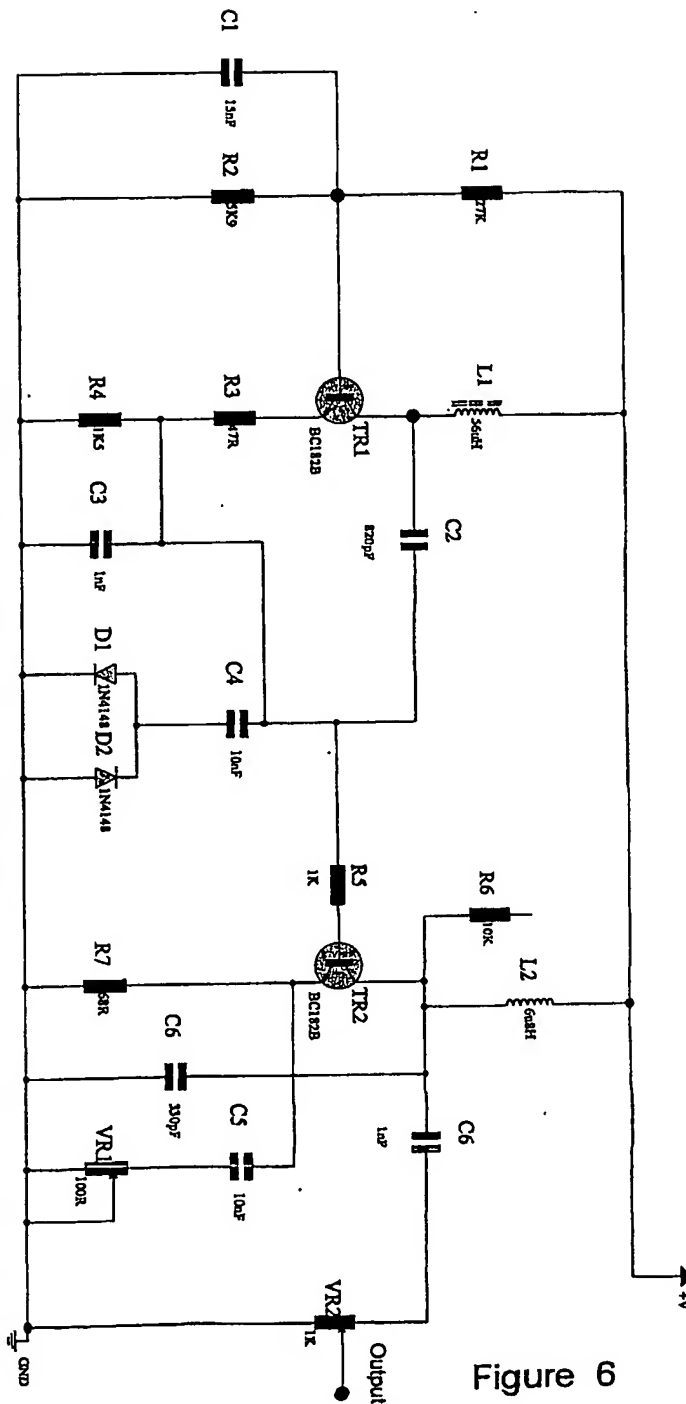 C1
15nF
R2
5K9
R1
27K
R4
1K5
R3
47R
TR1
BC182B
L1
56uH
C3
1nF
C2
820pF
D1
1N4148
D2
1N4148
C4
10nF
R5
1K
R6
10K
R7
68R
TR2
BC182B
L2
6u8H
C6
330pF
C5
10nF
C6
1nF
VR1
100R
VR2
1K
Output
+V
GND
Figure 6